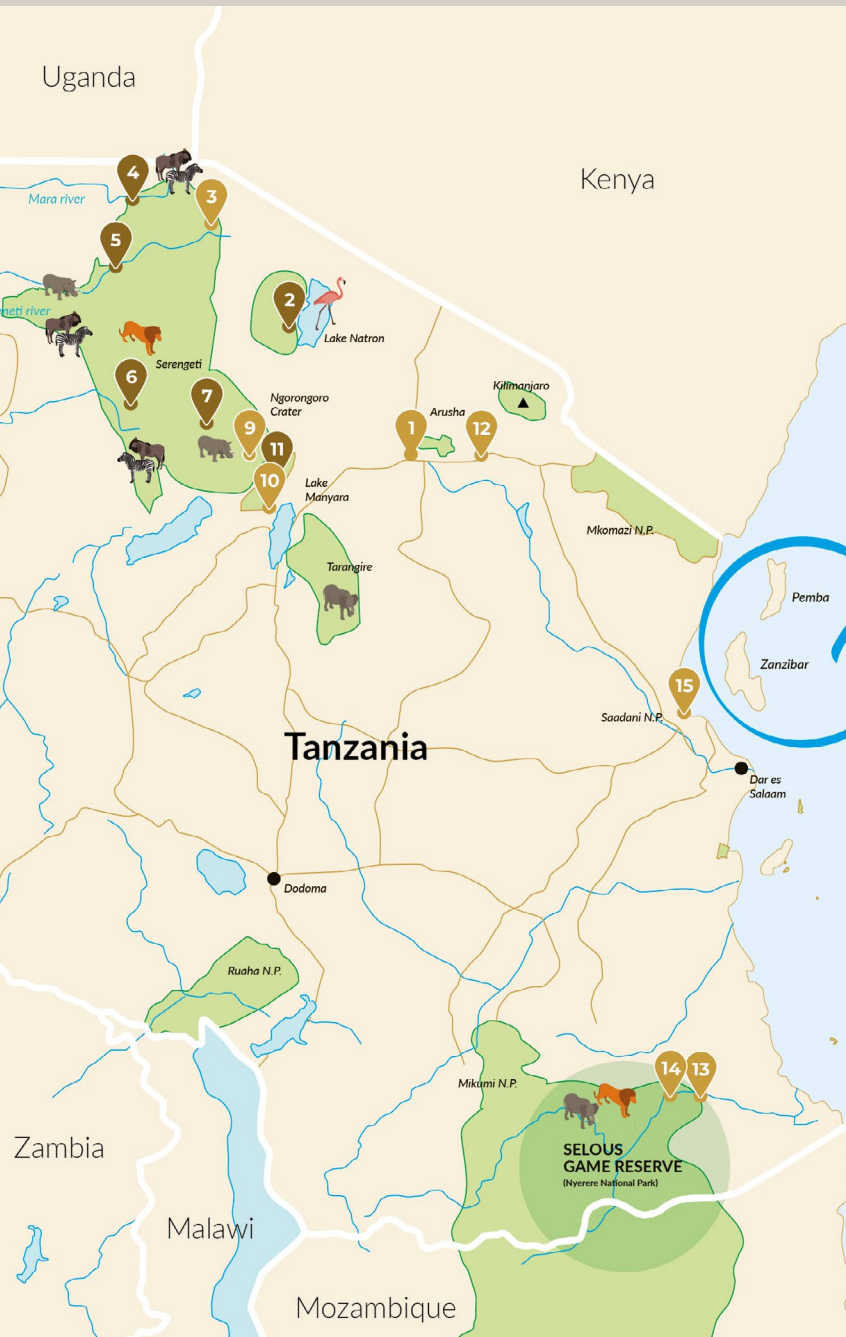 Uganda
Kenya
4
3
Mara river
5
2
neti river
Lake Natron
Serengeti
6
7
Ngorongoro
Crater
Kilimanjaro
Arusha
9
11
1
12
10
Lake
Manyara
Mkomazi N.P.
Tarangire
Pemba
Zanzibar
15
Saadani N.P.
Tanzania
Dar es
Salaam
Dodoma
Ruaha N.P.
14
13
Mikumi N.P.
SELOUS
GAME RESERVE
(Nyerere National Park)
Zambia
Malawi
Mozambique